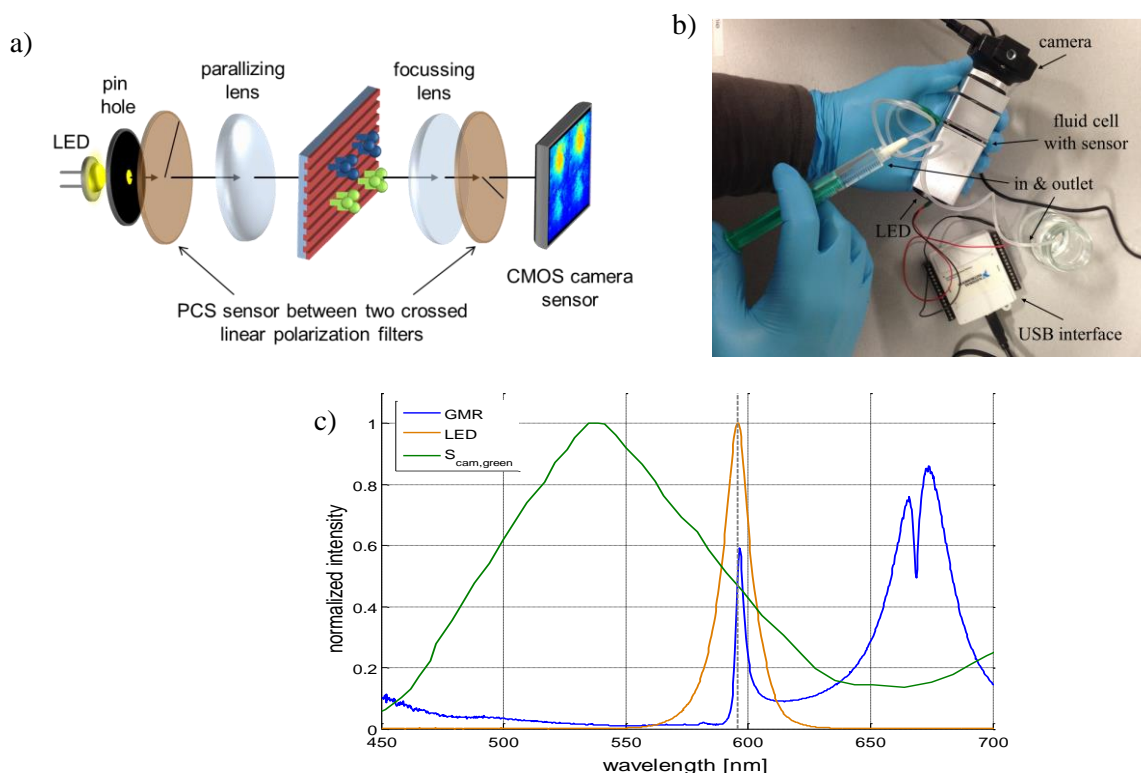 a)
LED
pin
hole
parallizing
lens
focussing
lens
CMOS camera
sensor
PCS sensor between two crossed
linear polarization filters
b)
camera
fluid cell
with sensor
in & outlet
LED
USB interface
c)
GMR
LED
S cam,green
normalized intensity
1
0.8
0.6
0.4
0.2
0
450
500
550
600
650
700
wavelength [nm]